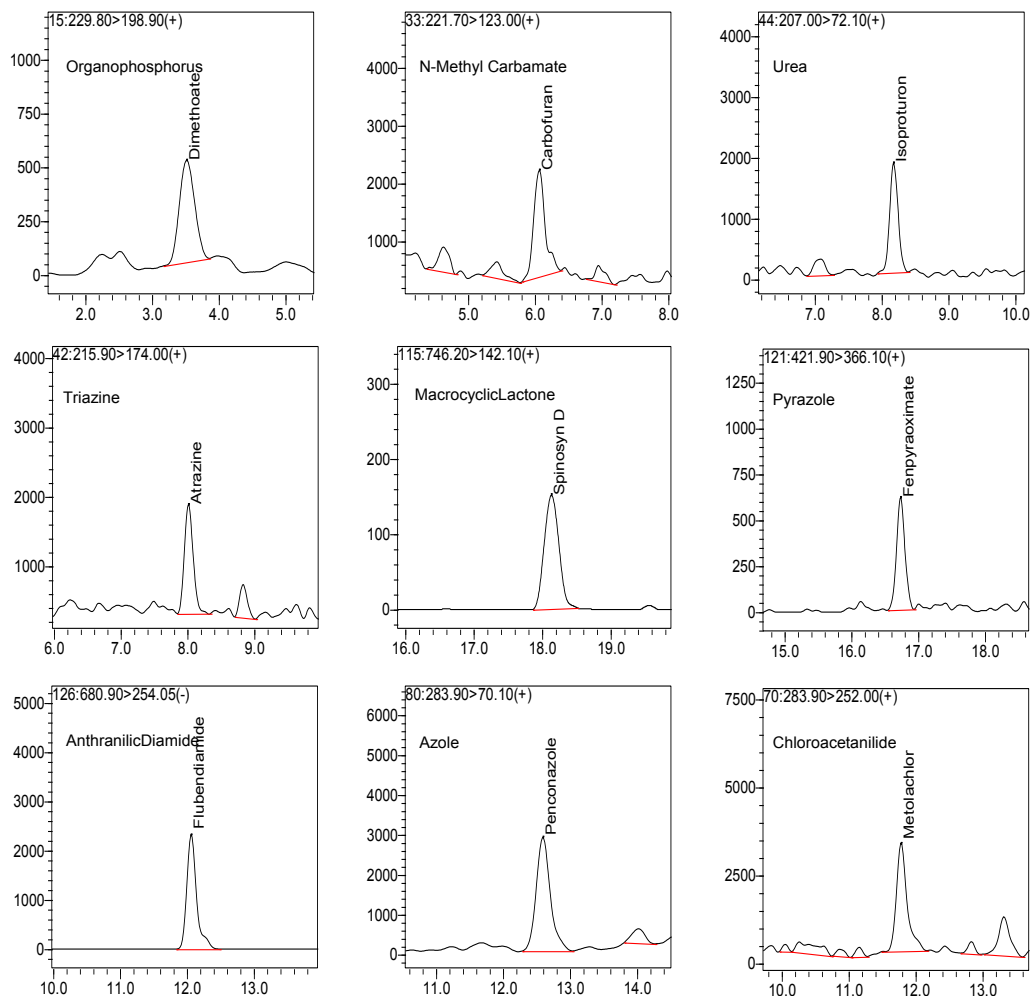 15:229.80>198.90(+)
Organophosphorus
Dimethoate
1000
750
500
250
0
2.0 3.0 4.0 5.0
33:221.70>123.00(+)
N-Methyl Carbamate
Carbofuran
4000
3000
2000
1000
5.0 6.0 7.0 8.0
44:207.00>72.10(+)
Urea
Isoproturon
4000
3000
2000
1000
0
7.0 8.0 9.0 10.0
42:215.90>174.00(+)
Triazine
Atrazine
4000
3000
2000
1000
6.0 7.0 8.0 9.0
115:746.20>142.10(+)
MacrocyclicLactone
Spinosyn D
300
200
100
0
16.0 17.0 18.0 19.0
121:421.90>366.10(+)
Pyrazole
Fenpyraoximate
1250
1000
750
500
250
0
15.0 16.0 17.0 18.0
126:680.90>254.05(-)
AnthranilicDiamide
Flubendiamide
5000
4000
3000
2000
1000
0
10.0 11.0 12.0 13.0
80:283.90>70.10(+)
Azole
Penconazole
6000
5000
4000
3000
2000
1000
0
11.0 12.0 13.0 14.0
70:283.90>252.00(+)
Chloroacetanilide
Metolachlor
7500
5000
2500
0
10.0 11.0 12.0 13.0